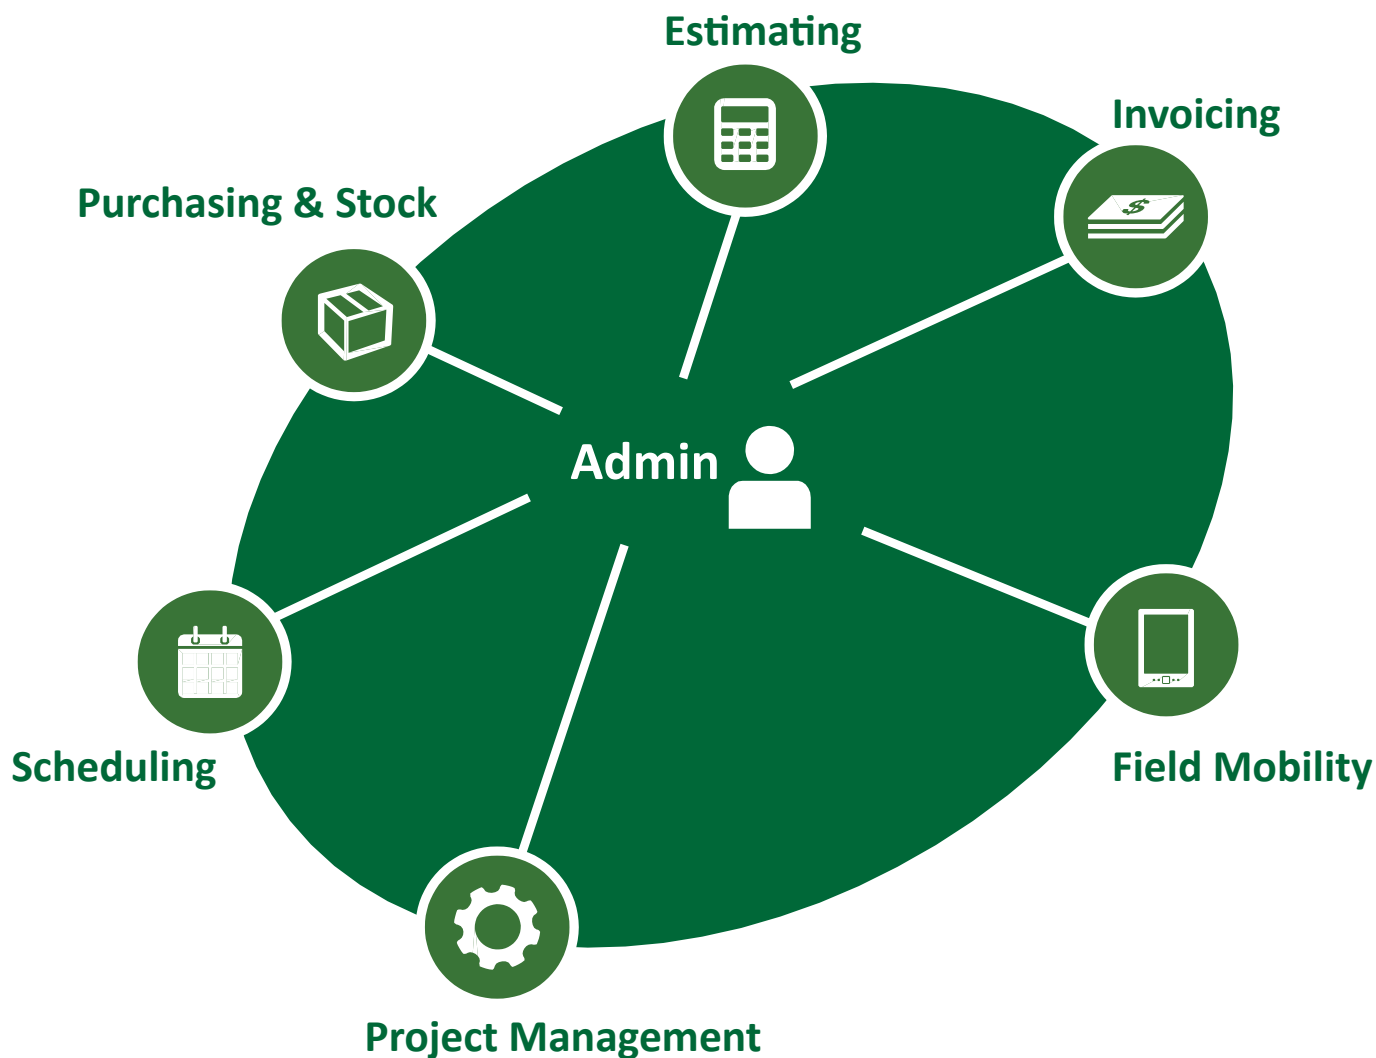 Estimating
Invoicing
Purchasing & Stock
$
Admin
Scheduling
Field Mobility
Project Management